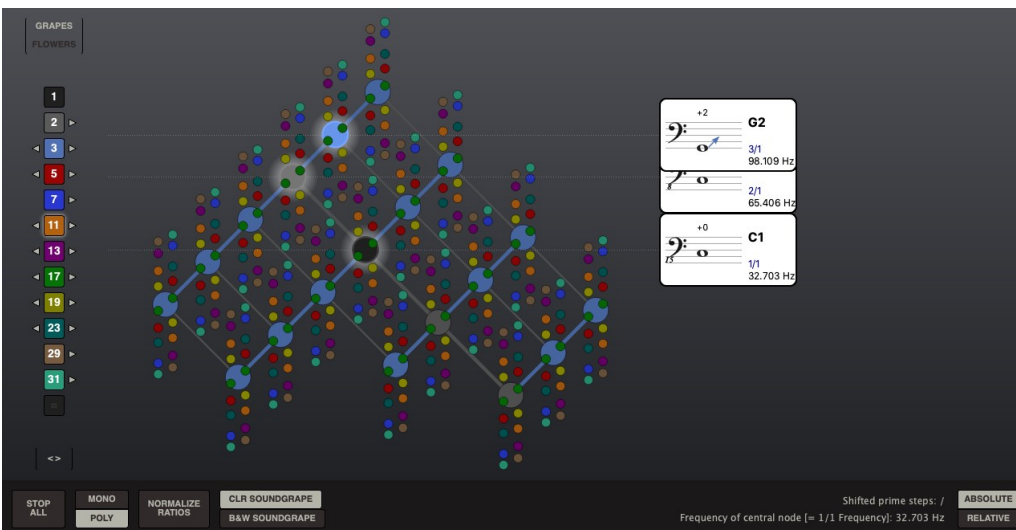 GRAPES
FLOWERS
1
2
3
5
7
11
13
17
19
23
29
31
<>
+2
G2
3/1
98.109 Hz
8
2/1
65.406 Hz
+0
C1
1/1
15
32.703 Hz
STOP
ALL
MONO
POLY
NORMALIZE
RATIOS
CLR SOUNDGRAPE
B&W SOUNDGRAPE
Shifted prime steps: /
Frequency of central node [= 1/1 Frequency]: 32.703 Hz
ABSOLUTE
RELATIVE